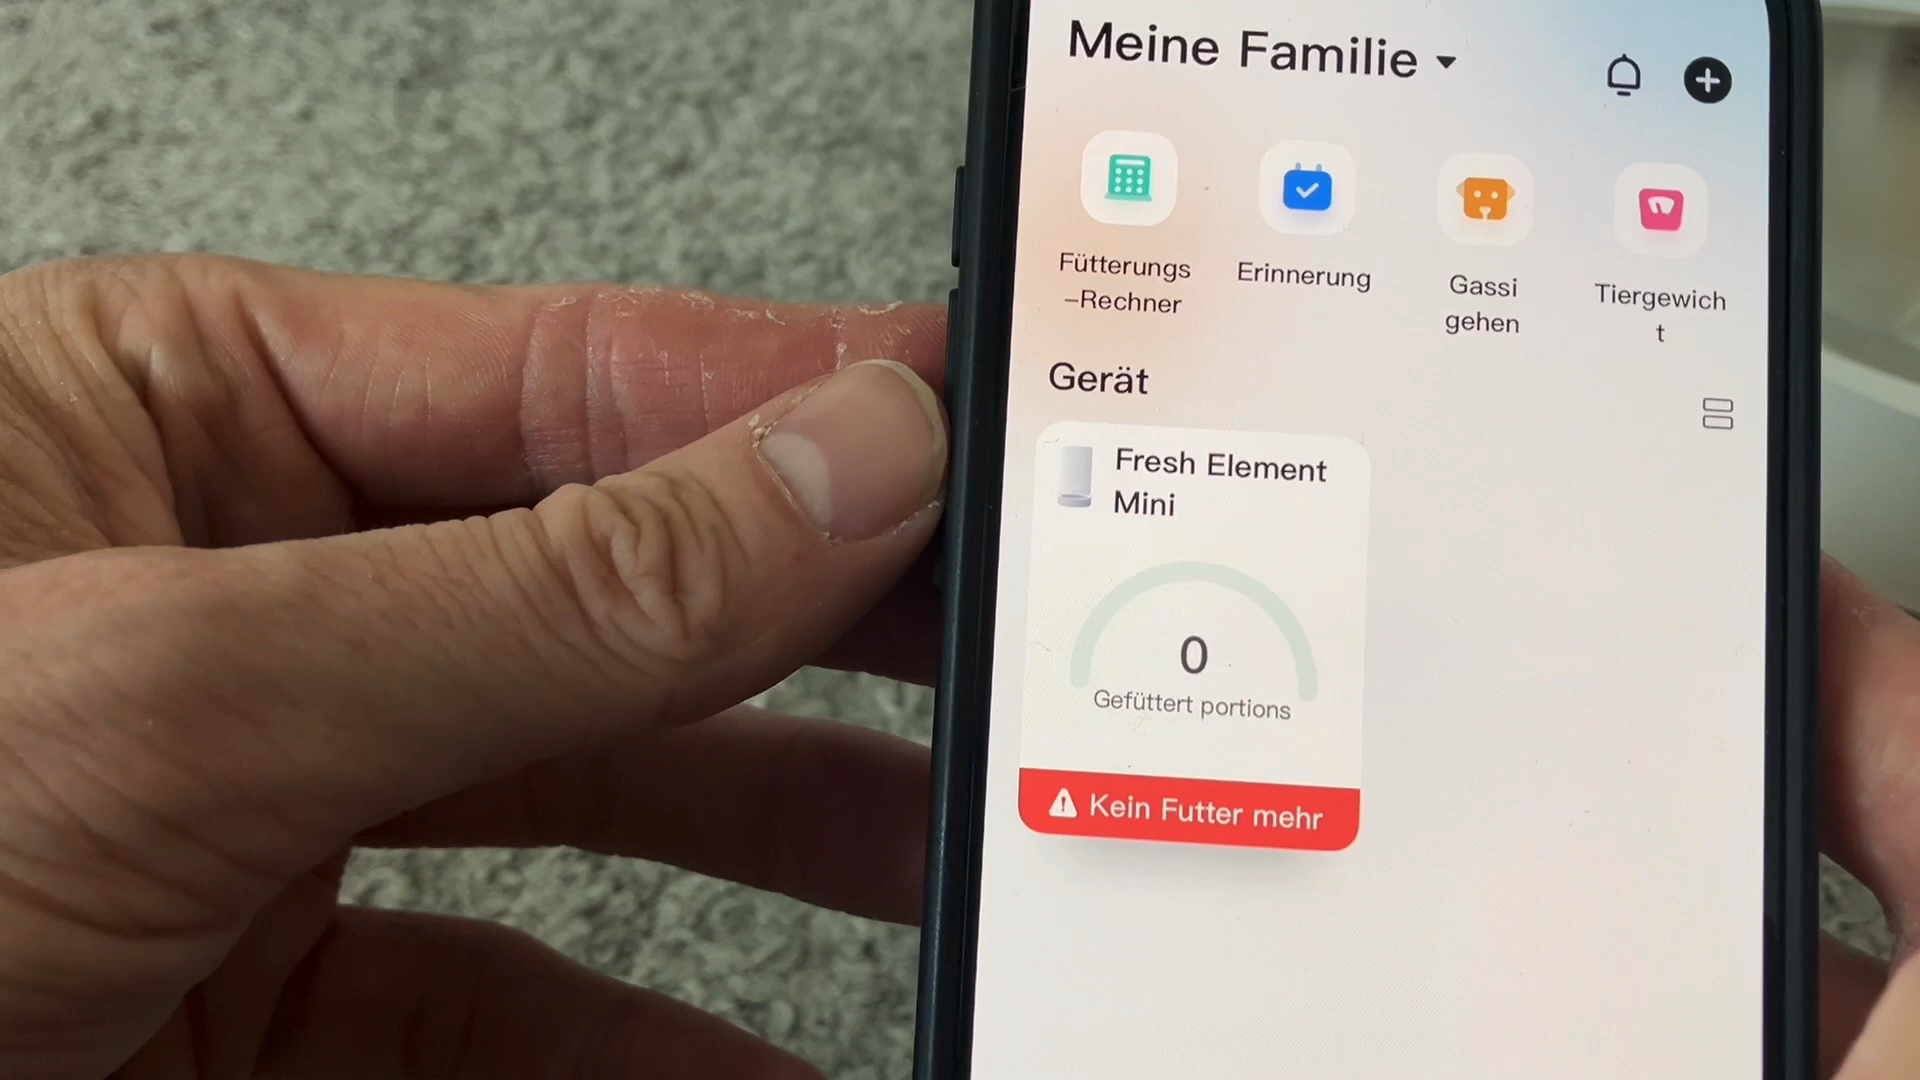 Meine Familie
Fütterungs
-Rechner
Erinnerung
Gassi
gehen
Tiergewich
t
Gerät
Fresh Element
Mini
0
Gefüttert portions
Kein Futter mehr